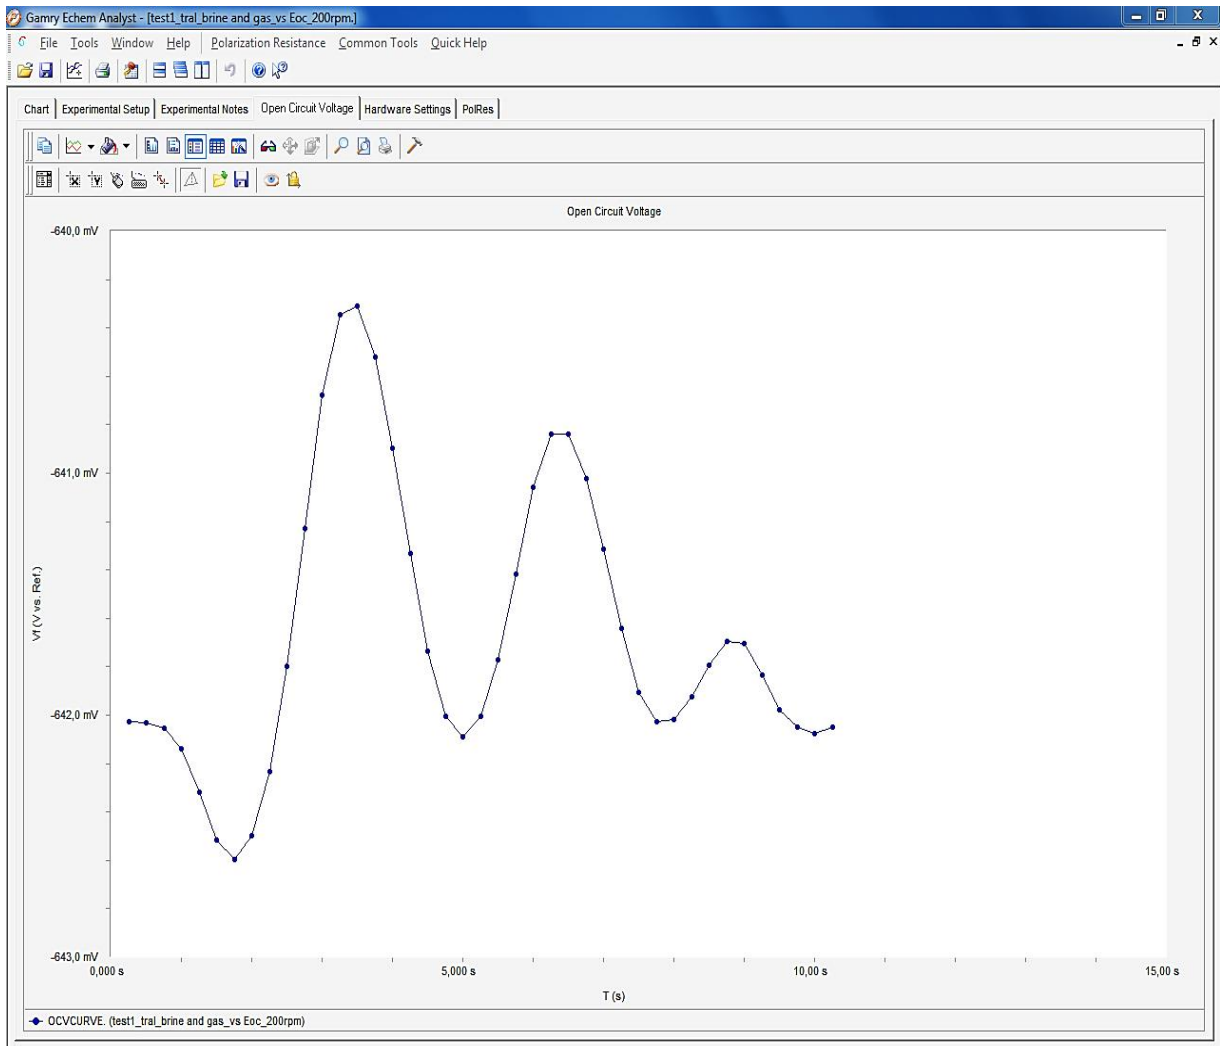 Gamry Echem Analyst - [test1_tral_brine and gas_vs Eoc_200rpm.]
File Tools Window Help Polarization Resistance Common Tools Quick Help
Chart Experimental Setup Experimental Notes Open Circuit Voltage Hardware Settings PolRes
Open Circuit Voltage
-640,0 mV
-641,0 mV
Vf (V vs. Ref.)
-642,0 mV
-643,0 mV
0,000 s 5,000 s 10,00 s 15,00 s
T (s)
OCVCURVE. (test1_tral_brine and gas_vs Eoc_200rpm)